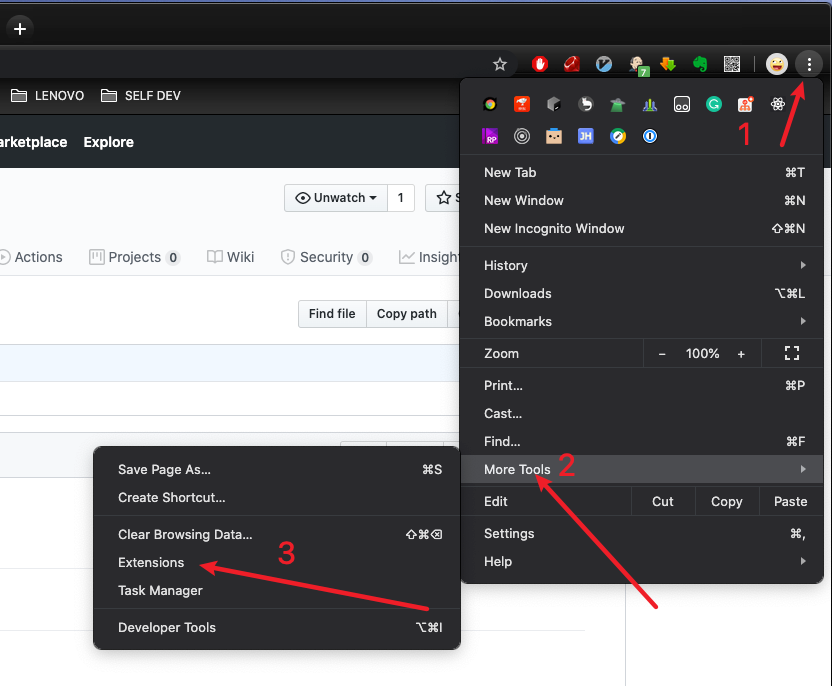 LENOVO SELF DEV
7
1
RP JH
arketplace Explore
New Tab ⌘T
New Window ⌘N
New Incognito Window ⇧⌘N
Unwatch 1
Actions Projects 0 Wiki Security 0 Insight
History
Downloads ⌥⌘L
Bookmarks
Find file Copy path
Zoom − 100% +
Print... ⌘P
Cast...
Find... ⌘F
More Tools 2
Edit Cut Copy Paste
Settings ⌘,
Help
Save Page As... ⌘S
Create Shortcut...
Clear Browsing Data... ⇧⌘⌫
Extensions 3
Task Manager
Developer Tools ⌥⌘I